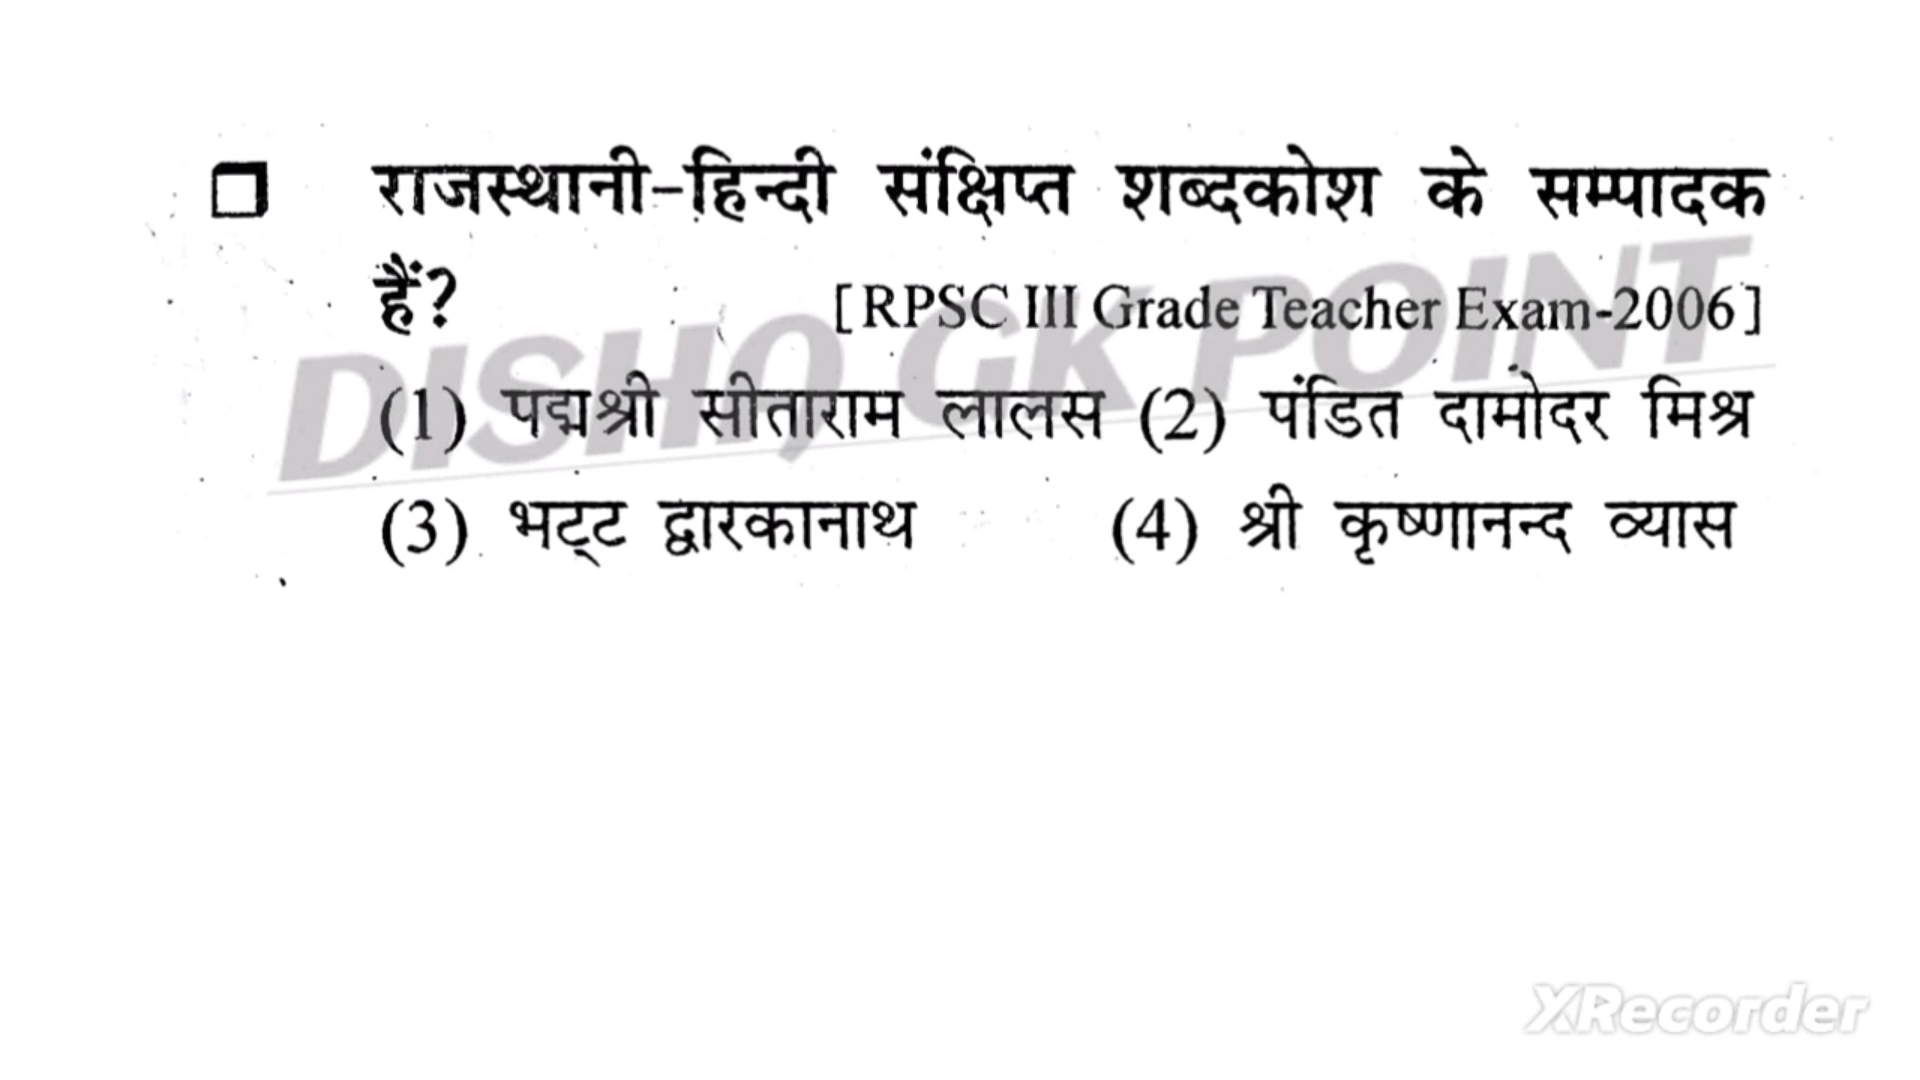 राजस्थानी-हिन्दी संक्षिप्त शब्दकोश के सम्पादक
हैं? [RPSC III Grade Teacher Exam-2006]
(1) पद्मश्री सीताराम लालस (2) पंडित दामोदर मिश्र
(3) भट्ट द्वारकानाथ (4) श्री कृष्णानन्द व्यास
DISHQ GK POINT
XRecorder